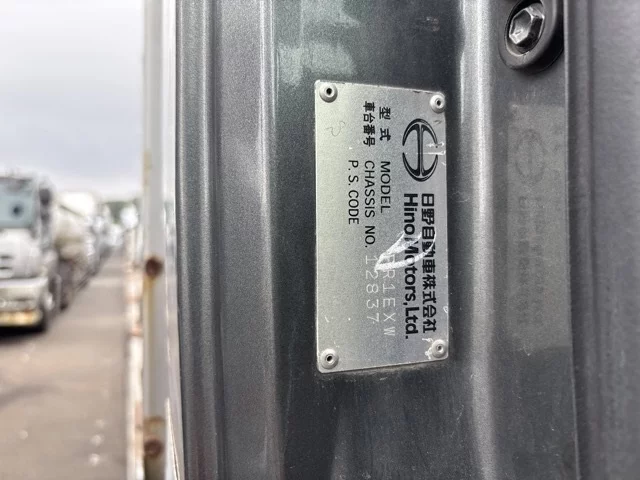 日野自動車株式会社
Hino Motors, Ltd.
型式 MODEL R1EXW
車台番号 CHASSIS NO. 12837
P. S. CODE